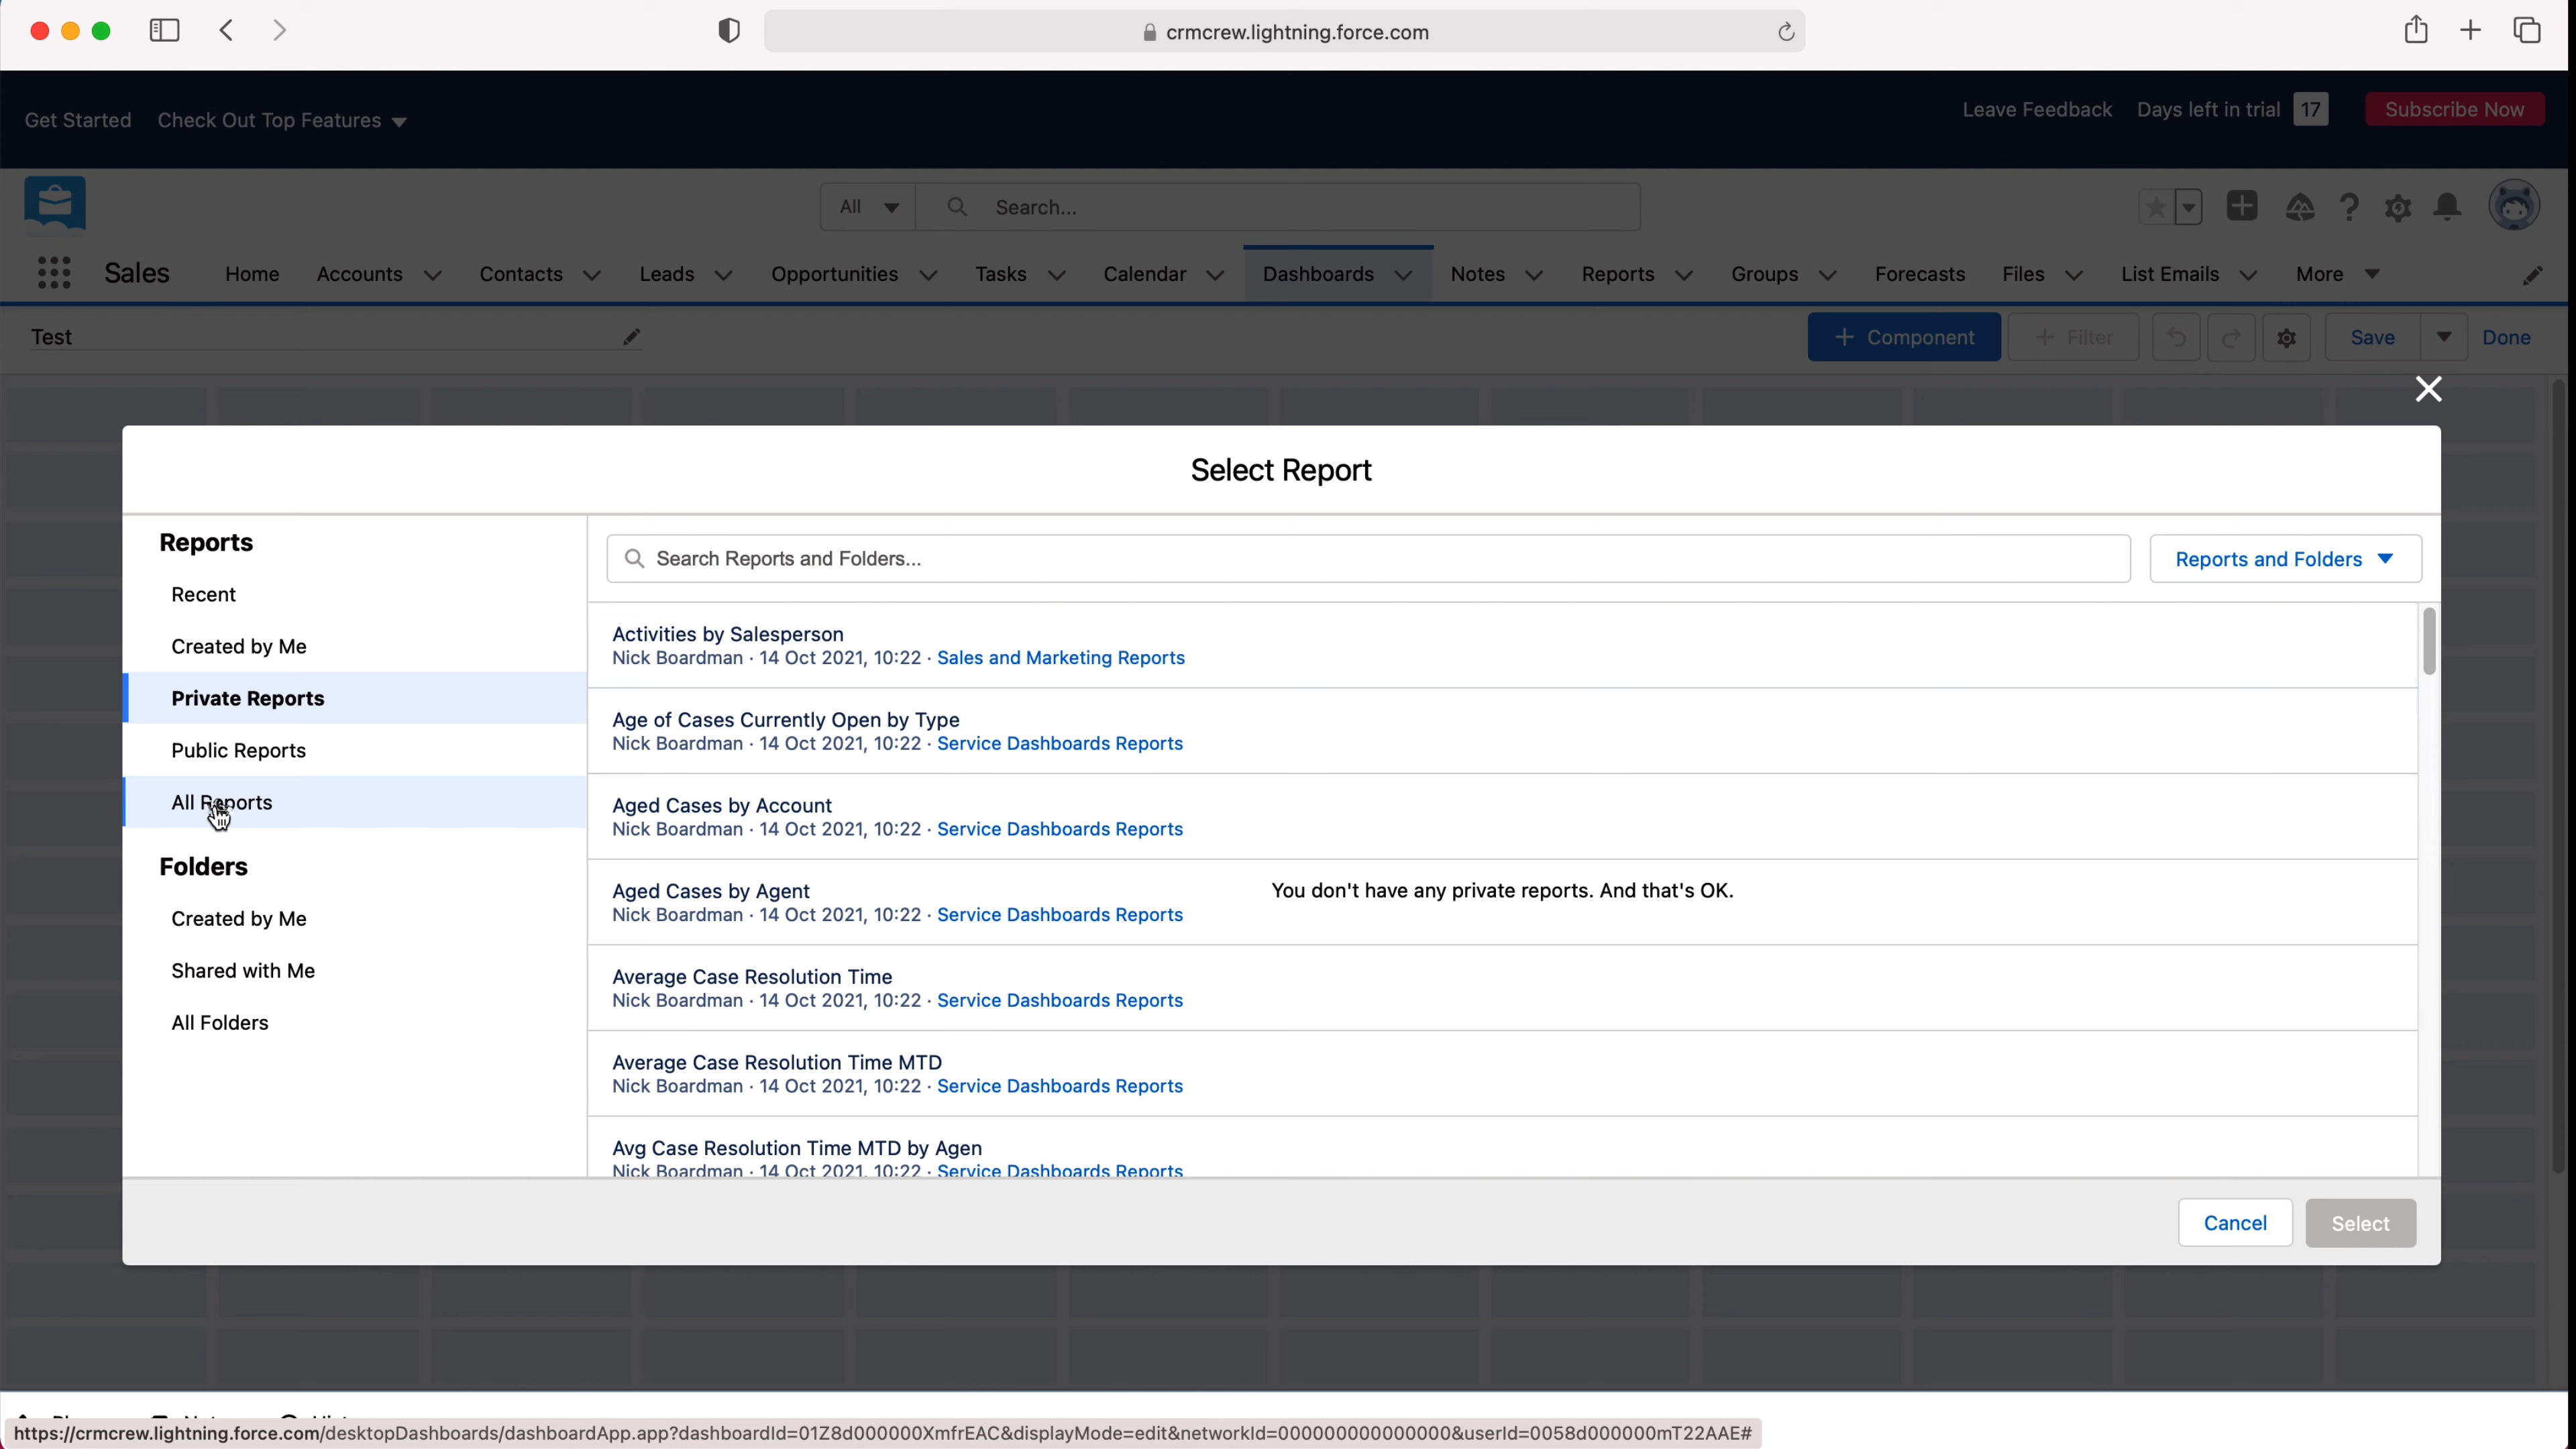 crmcrew.lightning.force.com
Get Started Check Out Top Features
Leave Feedback Days left in trial 17 Subscribe Now
All Search...
Sales Home Accounts Contacts Leads Opportunities Tasks Calendar Dashboards Notes Reports Groups Forecasts Files List Emails More
Test
+ Component + Filter Save Done
Select Report
Reports
Recent
Created by Me
Private Reports
Public Reports
All Reports
Folders
Created by Me
Shared with Me
All Folders
Search Reports and Folders...
Reports and Folders
Activities by Salesperson
Nick Boardman · 14 Oct 2021, 10:22 · Sales and Marketing Reports
Age of Cases Currently Open by Type
Nick Boardman · 14 Oct 2021, 10:22 · Service Dashboards Reports
Aged Cases by Account
Nick Boardman · 14 Oct 2021, 10:22 · Service Dashboards Reports
Aged Cases by Agent
Nick Boardman · 14 Oct 2021, 10:22 · Service Dashboards Reports
You don't have any private reports. And that's OK.
Average Case Resolution Time
Nick Boardman · 14 Oct 2021, 10:22 · Service Dashboards Reports
Average Case Resolution Time MTD
Nick Boardman · 14 Oct 2021, 10:22 · Service Dashboards Reports
Avg Case Resolution Time MTD by Agen
Nick Boardman · 14 Oct 2021, 10:22 · Service Dashboards Reports
Cancel Select
https://crmcrew.lightning.force.com/desktopDashboards/dashboardApp.app?dashboardId=01Z8d000000XmfrEAC&displayMode=edit&networkId=000000000000000&userId=0058d000000mT22AAE#